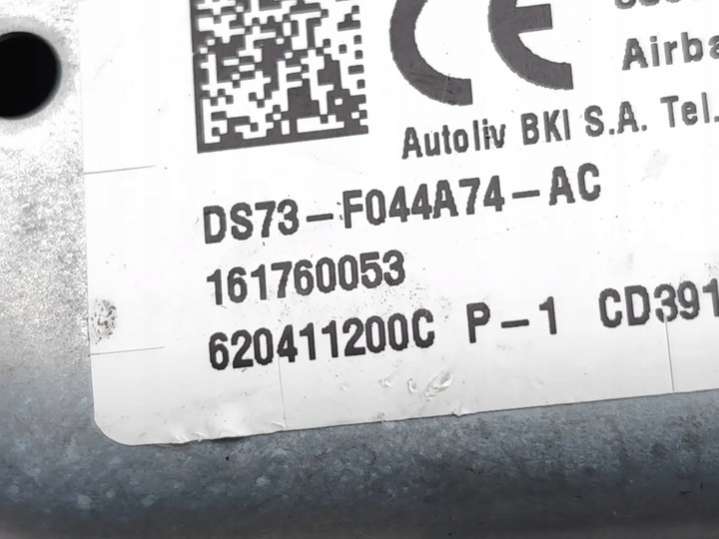 CE
Airba
Autoliv BKI S.A. Tel.
DS73-F044A74-AC
161760053
620411200C P-1 CD391